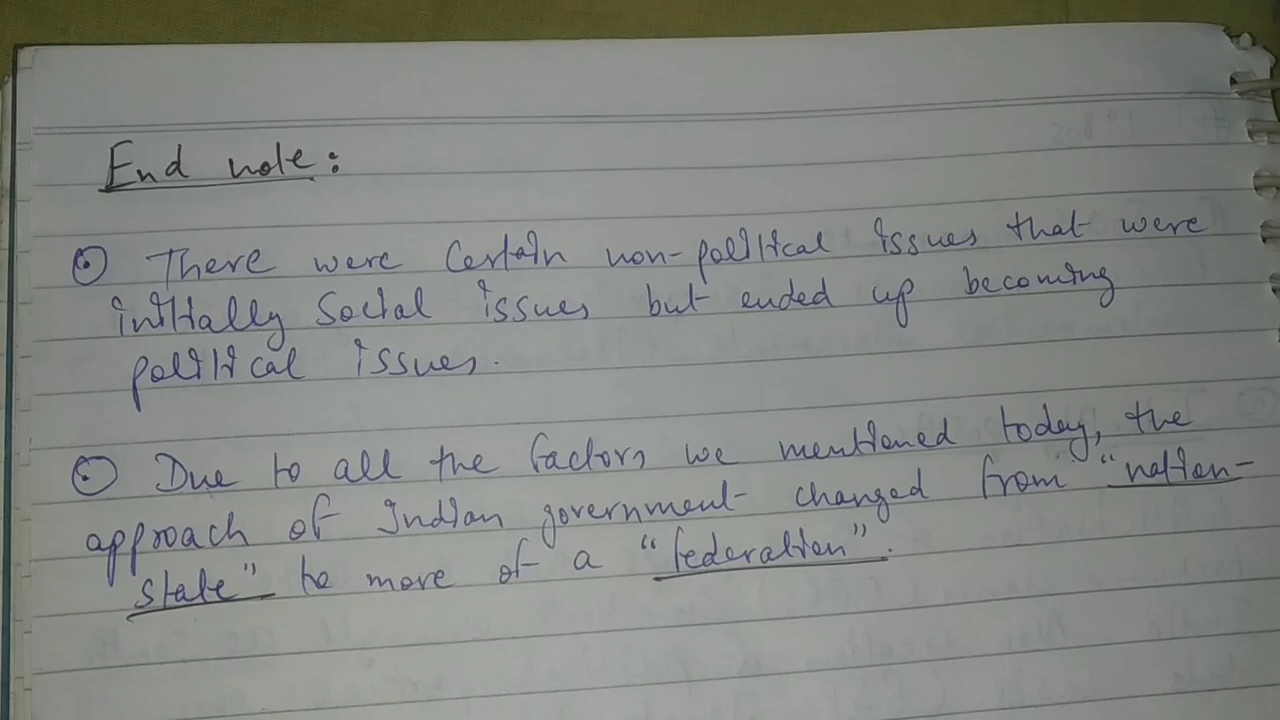 End note:
⊙ There were certain non-political issues that were
initially social issues but ended up becoming
political issues.
⊙ Due to all the factors we mentioned today, the
approach of Indian government changed from "nation-
state" to more of a "federation".